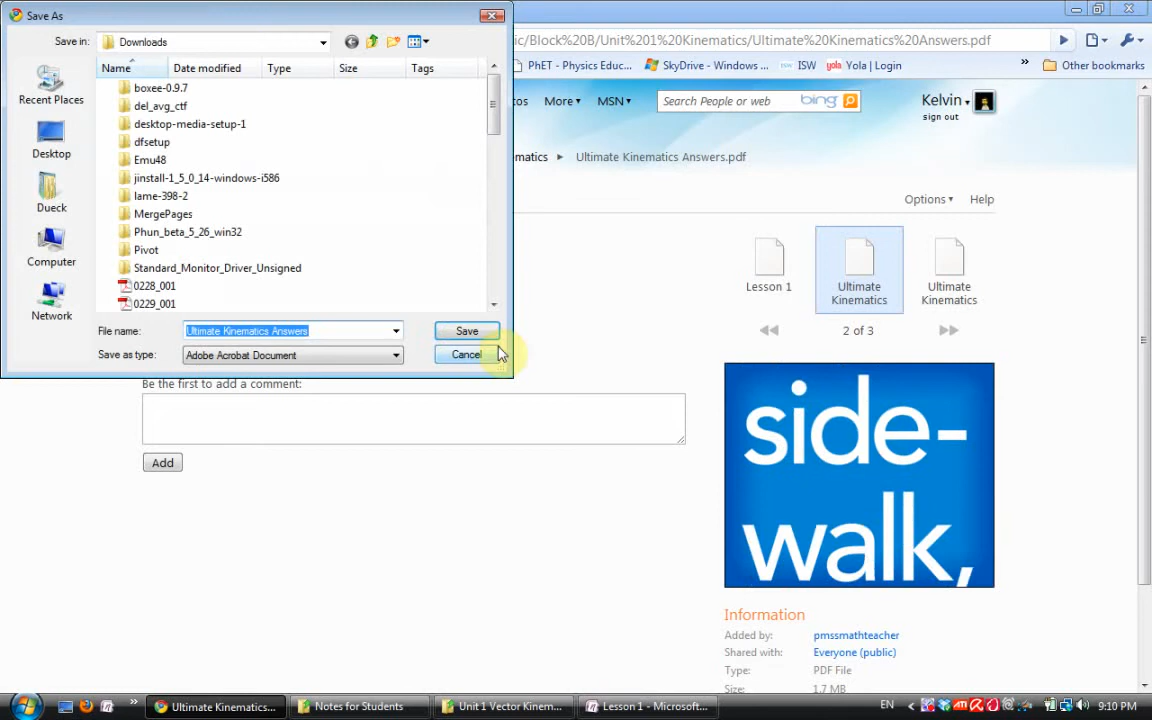 Save As
Save in: Downloads
Name Date modified Type Size Tags
boxee-0.9.7
del_avg_ctf
desktop-media-setup-1
dfsetup
Emu48
jinstall-1_5_0_14-windows-i586
lame-398-2
MergePages
Phun_beta_5_26_win32
Pivot
Standard_Monitor_Driver_Unsigned
0228_001
0229_001
Recent Places
Desktop
Dueck
Computer
Network
File name: Ultimate Kinematics Answers
Save as type: Adobe Acrobat Document
Save
Cancel
ic/Block%20B/Unit%201%20Kinematics/Ultimate%20Kinematics%20Answers.pdf
PhET - Physics Educ... SkyDrive - Windows ... ISW Yola | Login » Other bookmarks
tos More MSN Search People or web bing
Kelvin
sign out
ematics ▸ Ultimate Kinematics Answers.pdf
Options Help
Lesson 1
Ultimate Kinematics
Ultimate Kinematics
2 of 3
Be the first to add a comment:
Add
side-
walk,
Information
Added by: pmssmathteacher
Shared with: Everyone (public)
Type: PDF File
Size: 1.7 MB
» Ultimate Kinematics... Notes for Students Unit 1 Vector Kinem... Lesson 1 - Microsoft... EN 9:10 PM